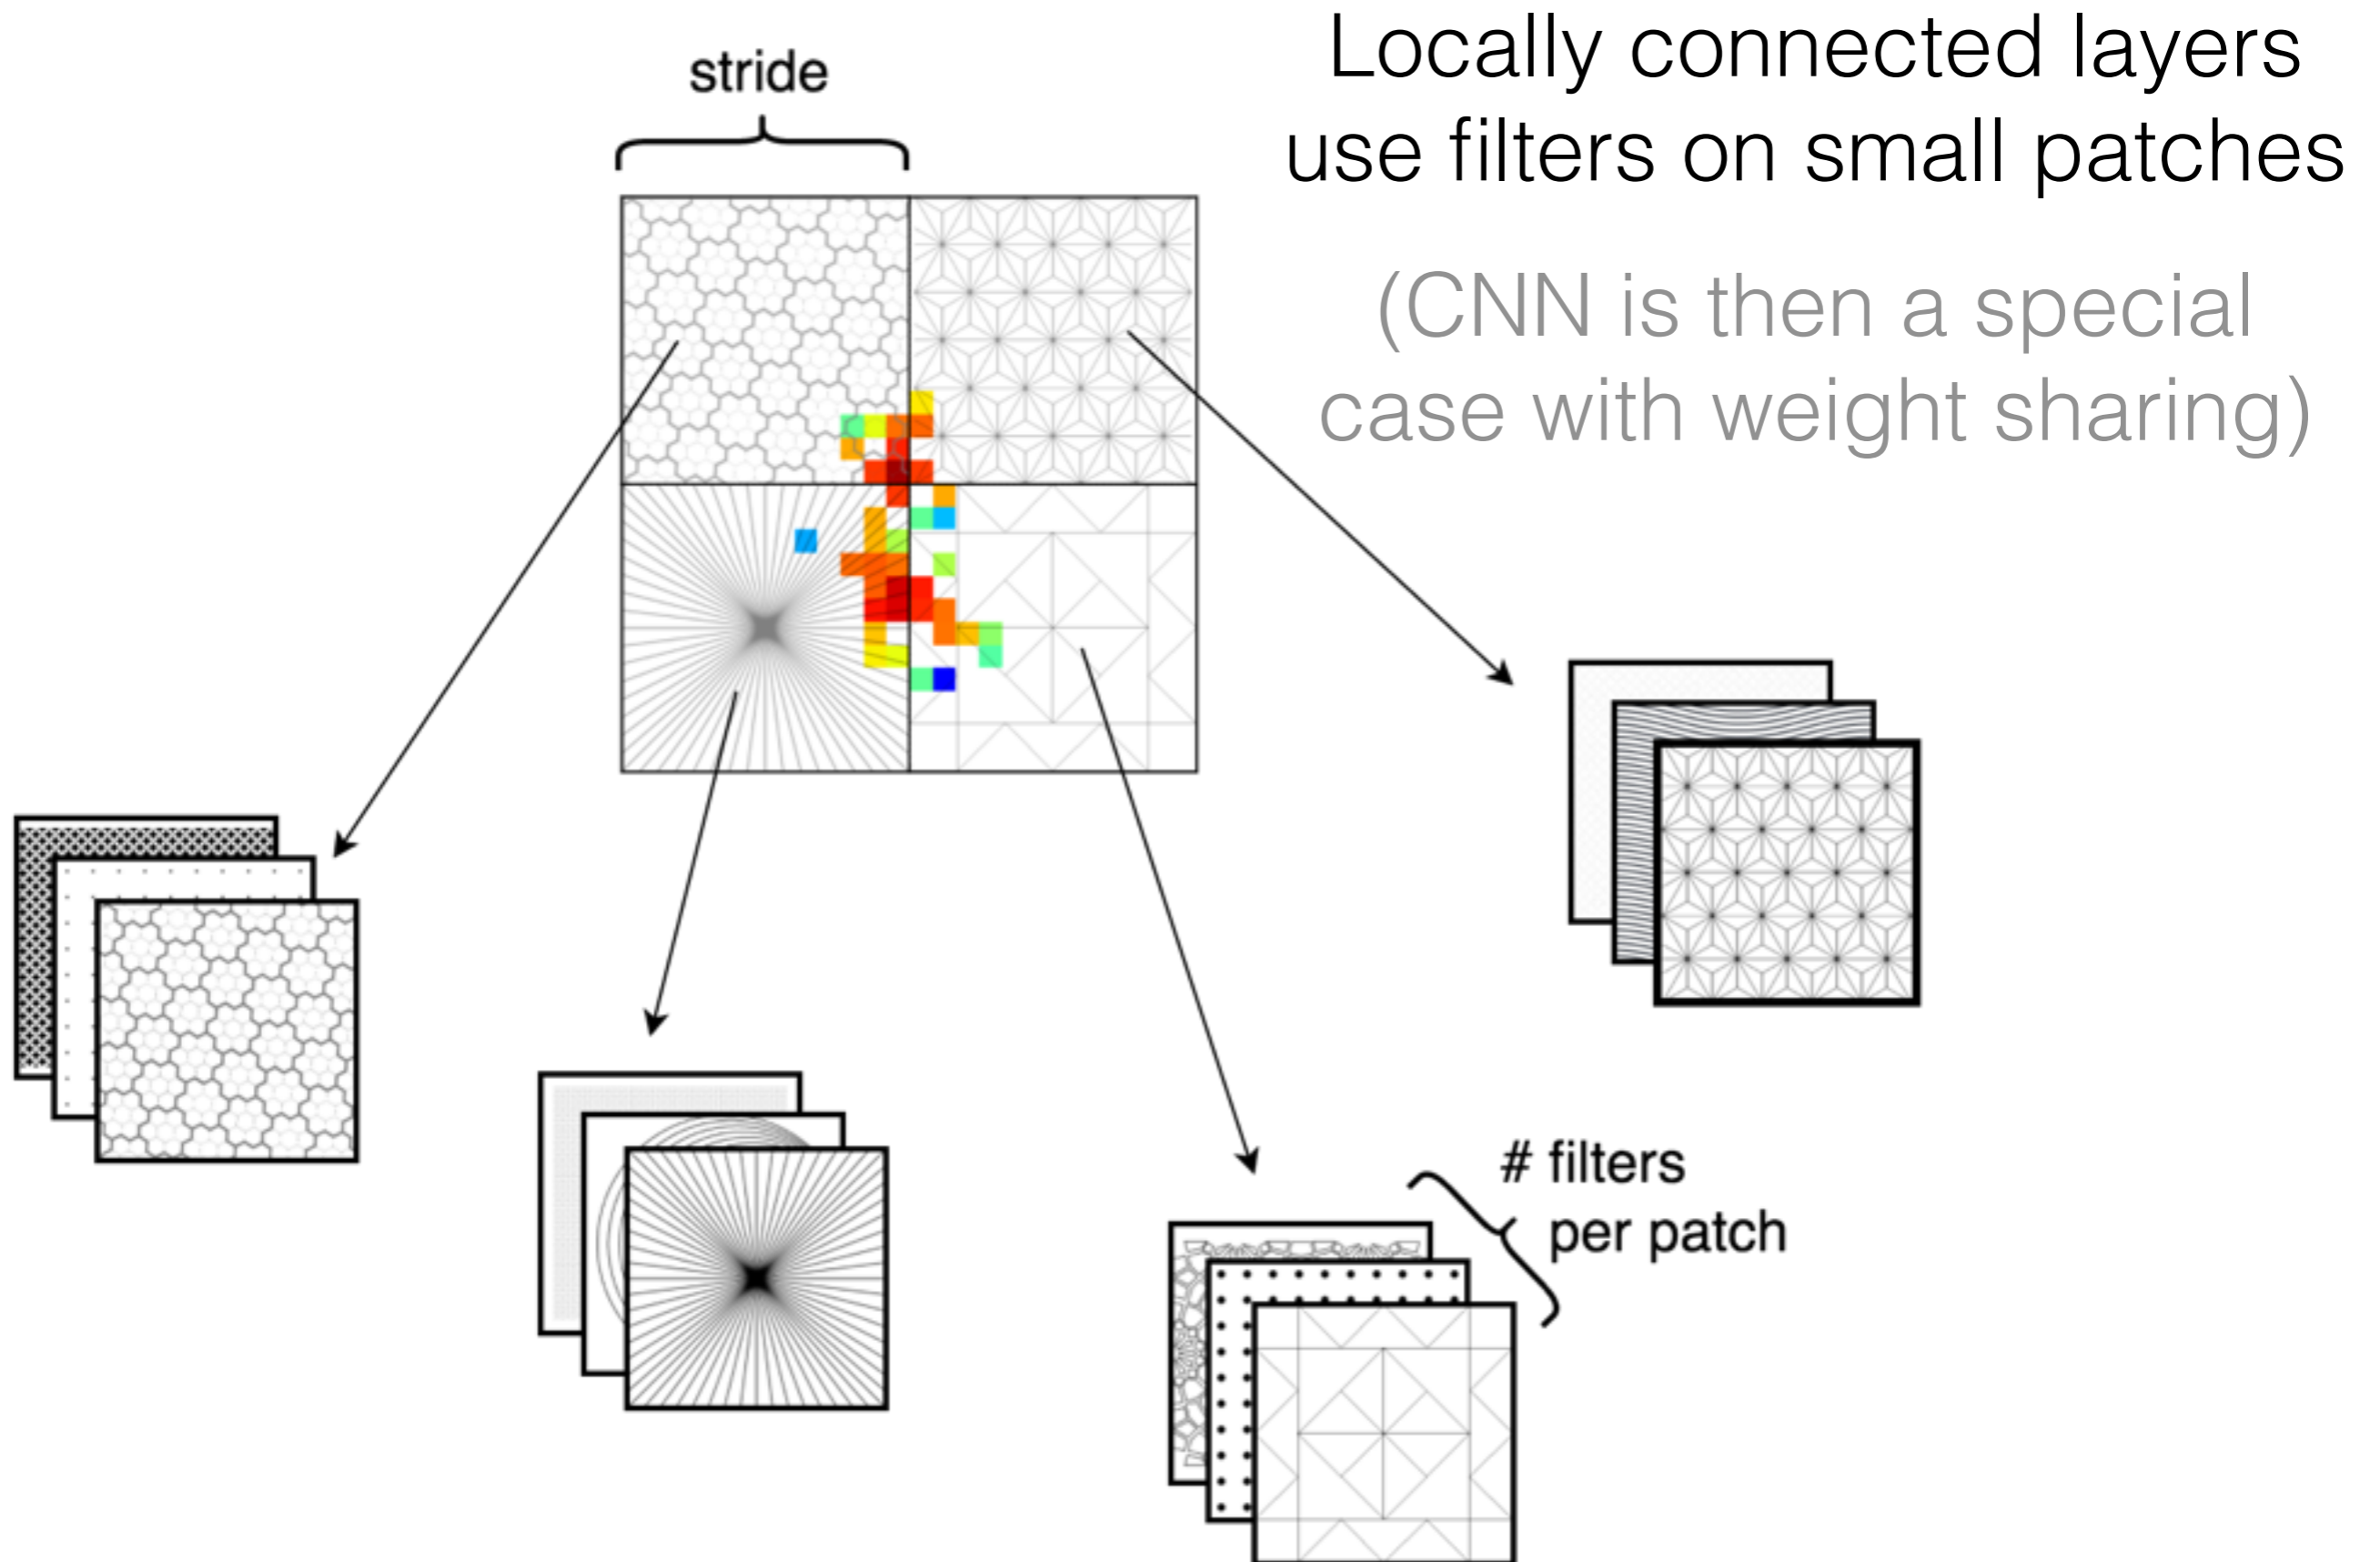 Locally connected layers
use filters on small patches
(CNN is then a special
case with weight sharing)
stride
# filters
per patch